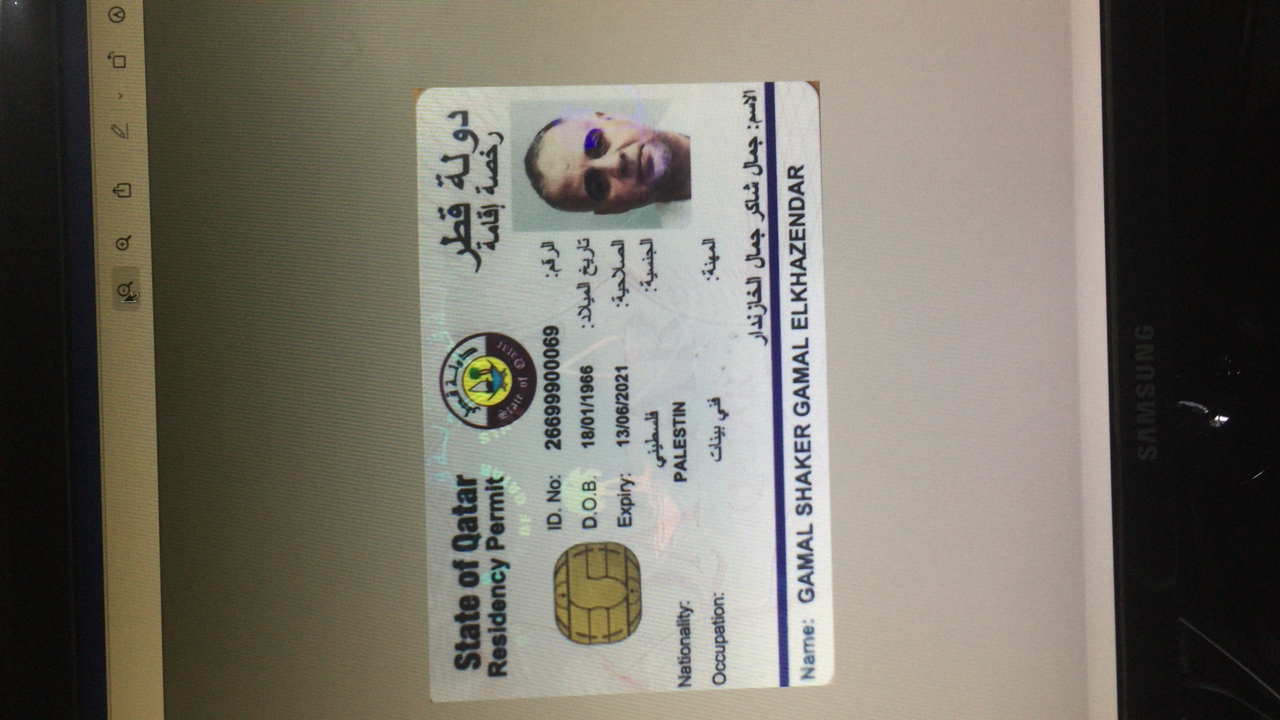 State of Qatar
دولة قطر
Residency Permit
رخصة إقامة
ID. No: 26699900069 الرقم:
D.O.B.: 18/01/1966 تاريخ الميلاد:
Expiry: 13/06/2021 الصلاحية:
فلسطيني الجنسية:
Nationality: PALESTIN
Occupation: فني بينات المهنة:
الاسم: جمال شاكر جمال الخازندار
Name: GAMAL SHAKER GAMAL ELKHAZENDAR
SAMSUNG